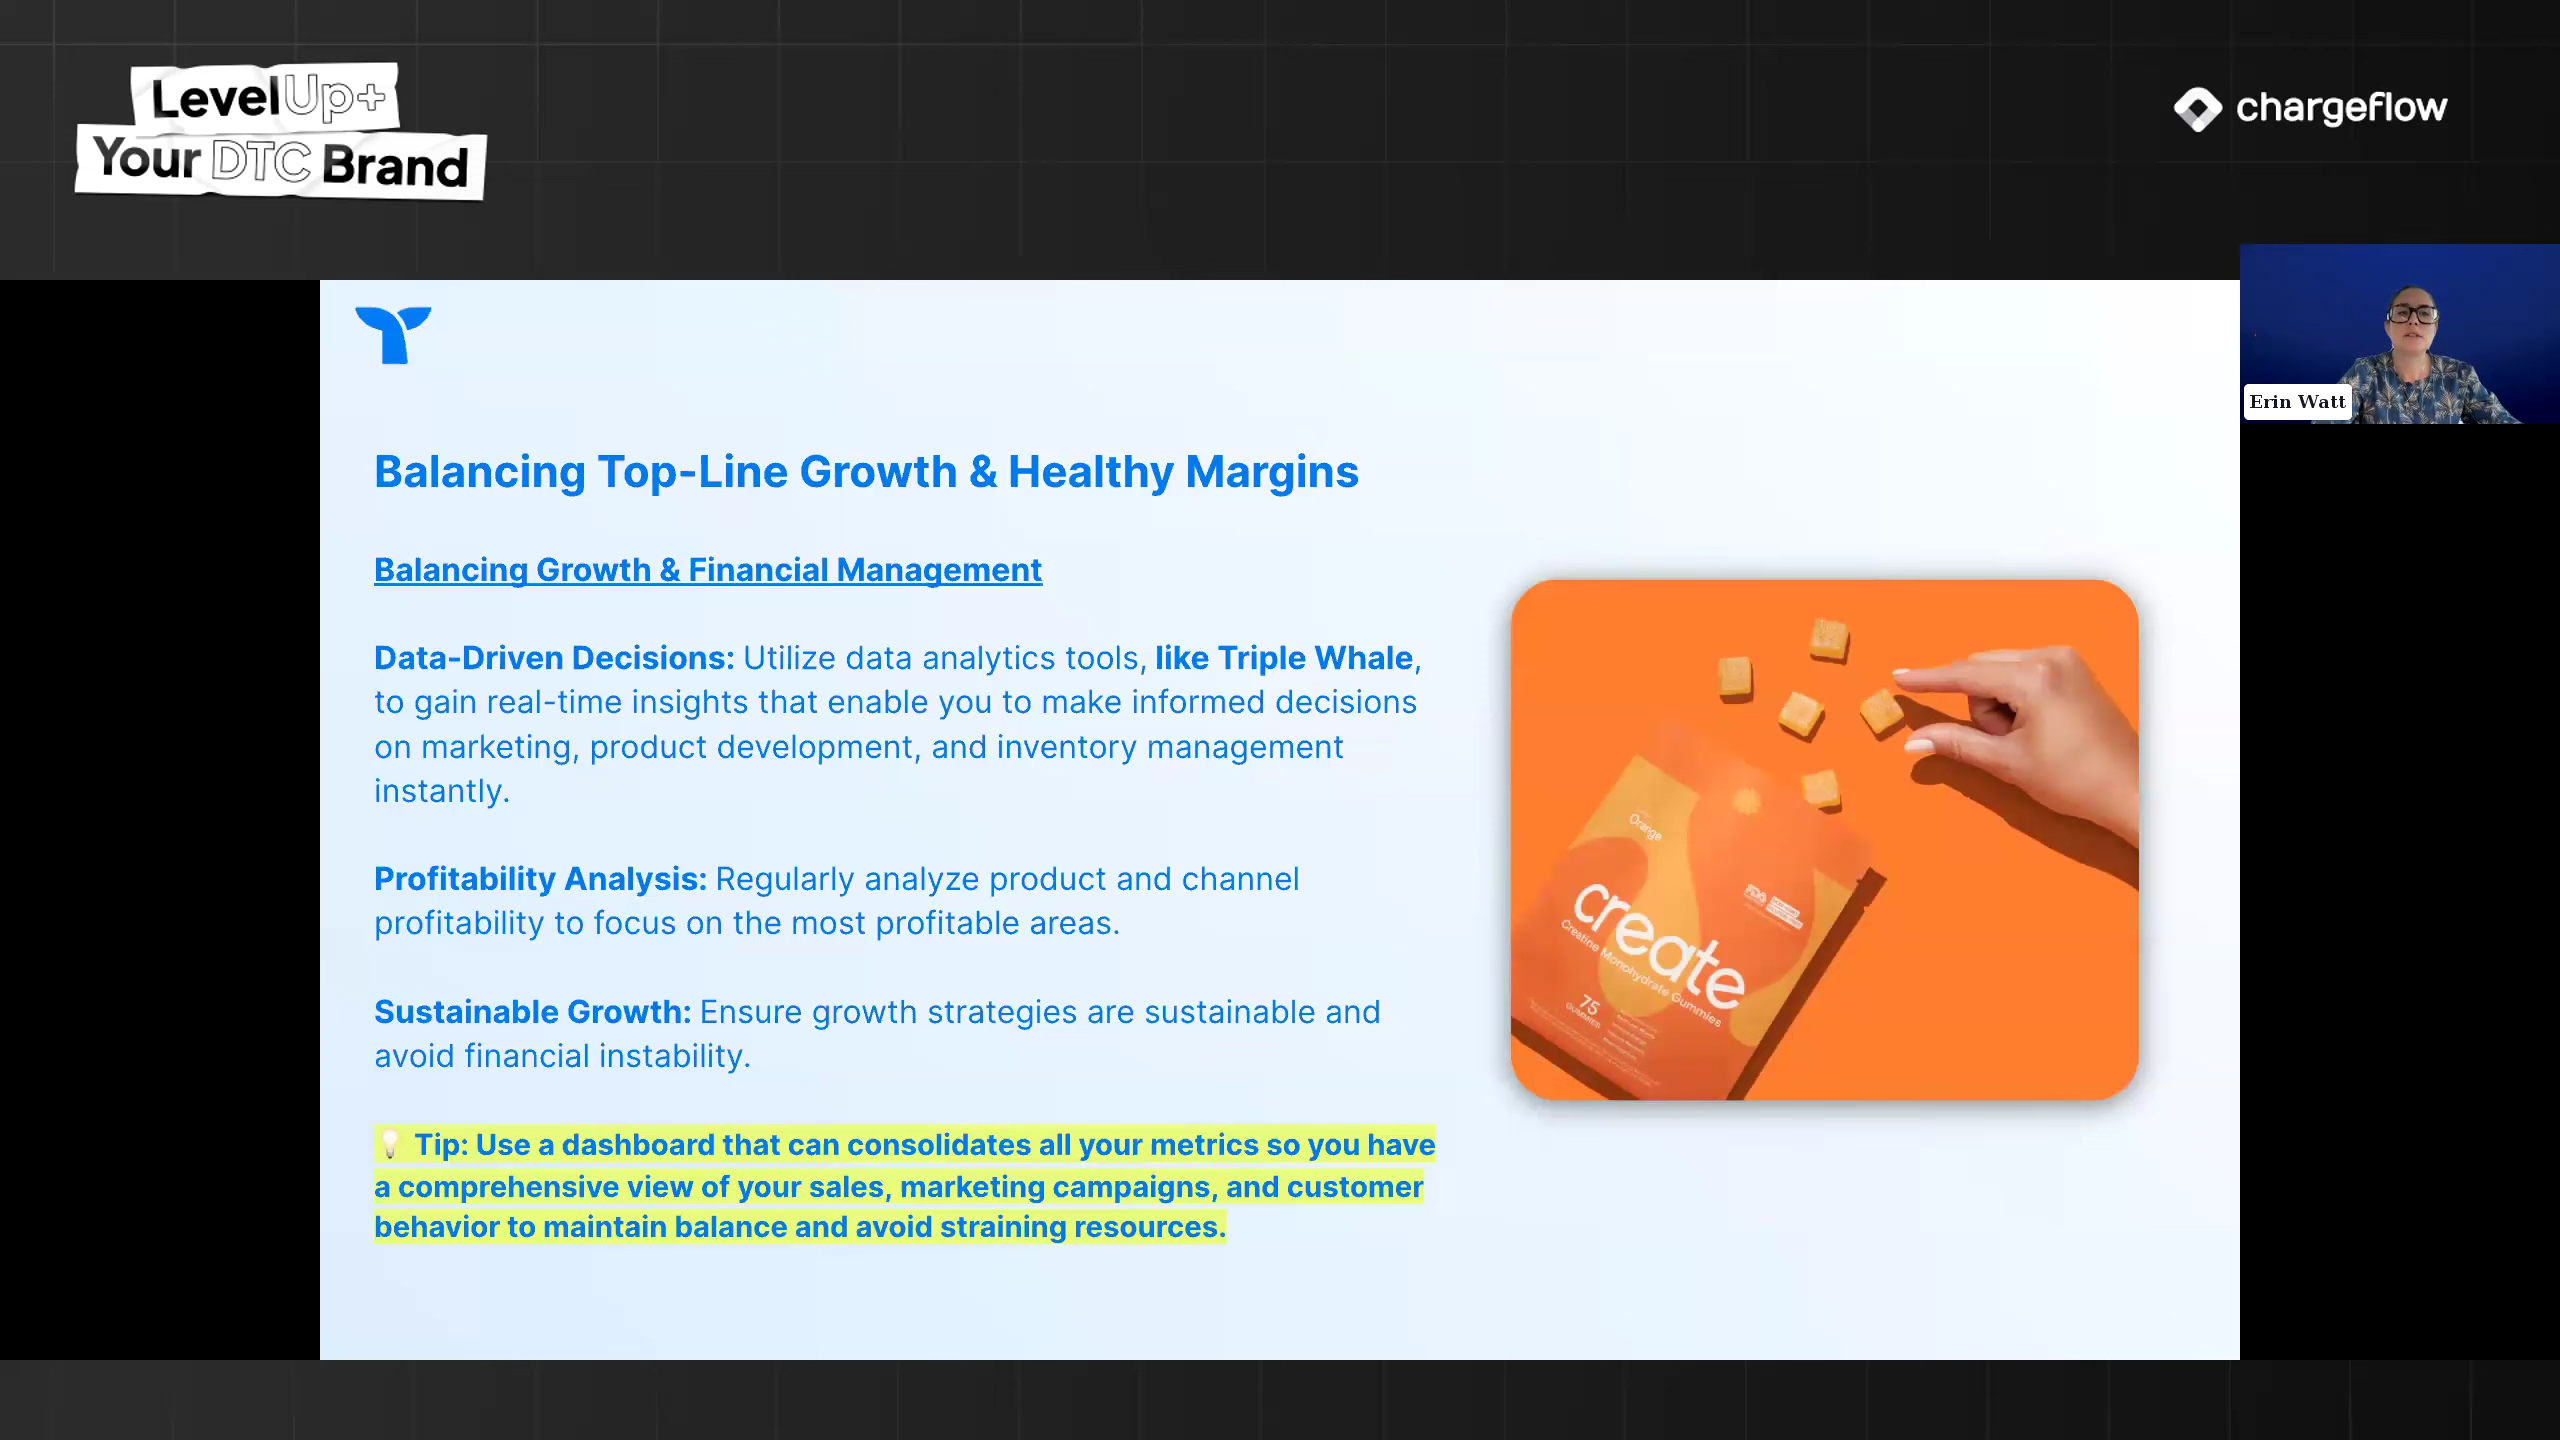 LevelUp+
Your DTC Brand
chargeflow
Erin Watt
Balancing Top-Line Growth & Healthy Margins
Balancing Growth & Financial Management
Data-Driven Decisions: Utilize data analytics tools, like Triple Whale,
to gain real-time insights that enable you to make informed decisions
on marketing, product development, and inventory management
instantly.
Profitability Analysis: Regularly analyze product and channel
profitability to focus on the most profitable areas.
Sustainable Growth: Ensure growth strategies are sustainable and
avoid financial instability.
💡 Tip: Use a dashboard that can consolidates all your metrics so you have
a comprehensive view of your sales, marketing campaigns, and customer
behavior to maintain balance and avoid straining resources.
Orange
create
Creatine Monohydrate Gummies
75
GUMMIES